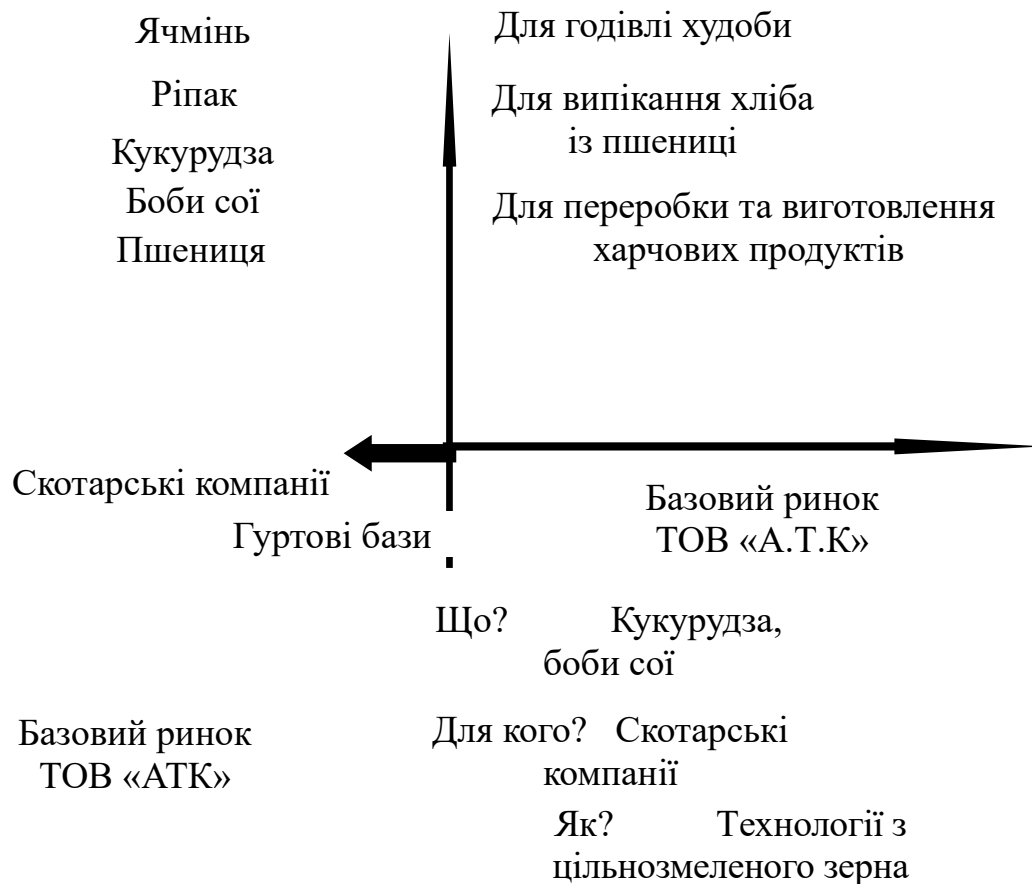 Ячмінь
Ріпак
Кукурудза
Боби сої
Пшениця
Для годівлі худоби
Для випікання хліба
із пшениці
Для переробки та виготовлення
харчових продуктів
Скотарські компанії
Гуртові бази
Базовий ринок
ТОВ «А.Т.К»
Базовий ринок
ТОВ «АТК»
Що? Кукурудза,
боби сої
Для кого? Скотарські
компанії
Як? Технології з
цільнозмеленого зерна